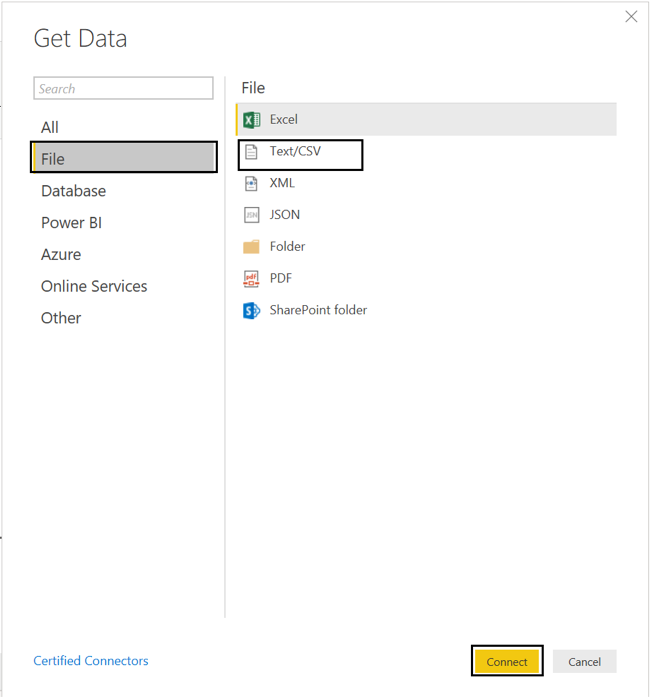 Get Data
Search
All
File
Database
Power BI
Azure
Online Services
Other
File
Excel
Text/CSV
XML
JSON
Folder
PDF
SharePoint folder
Certified Connectors
Connect
Cancel